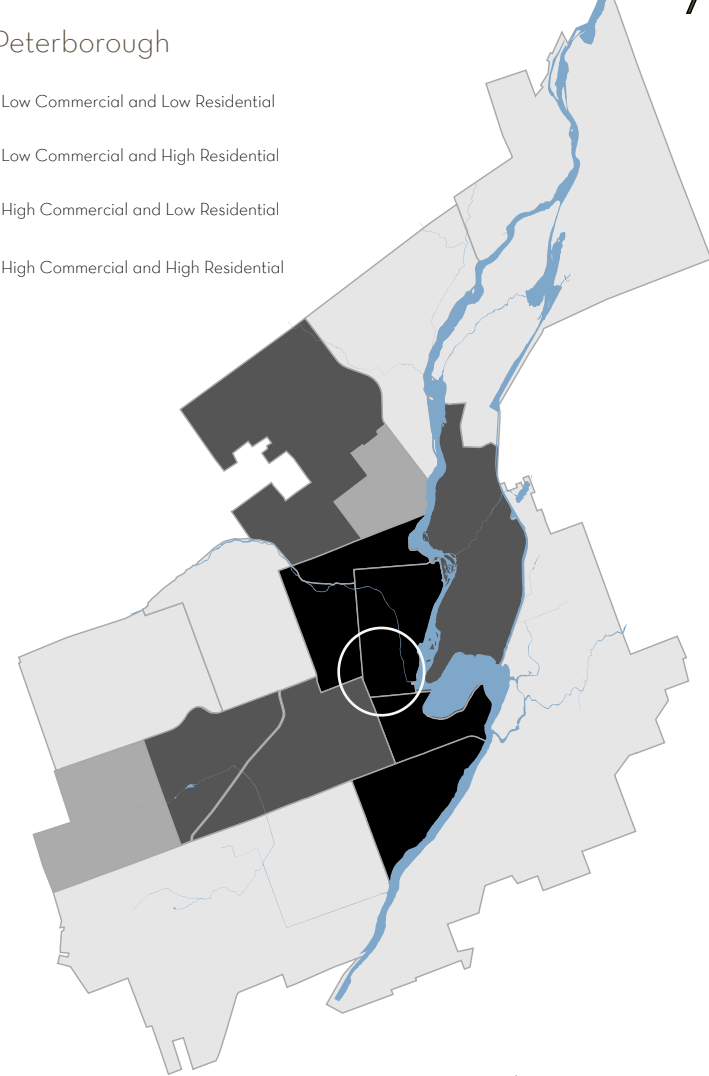 Peterborough
Low Commercial and Low Residential
Low Commercial and High Residential
High Commercial and Low Residential
High Commercial and High Residential